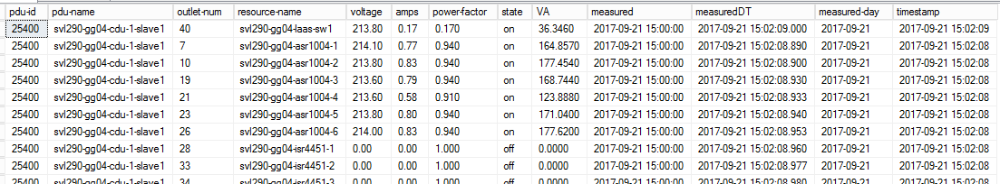 pdu-id pdu-name outlet-num resource-name voltage amps power-factor state VA measured measuredDT measured-day timestamp
25400 svl290-gg04-cdu-1-slave1 40 svl290-gg04-laas-sw1 213.80 0.17 0.170 on 36.3460 2017-09-21 15:00:00 2017-09-21 15:02:09.000 2017-09-21 2017-09-21 15:02:09
25400 svl290-gg04-cdu-1-slave1 7 svl290-gg04-asr1004-1 214.10 0.77 0.940 on 164.8570 2017-09-21 15:00:00 2017-09-21 15:02:08.890 2017-09-21 2017-09-21 15:02:08
25400 svl290-gg04-cdu-1-slave1 10 svl290-gg04-asr1004-2 213.80 0.83 0.940 on 177.4540 2017-09-21 15:00:00 2017-09-21 15:02:08.900 2017-09-21 2017-09-21 15:02:08
25400 svl290-gg04-cdu-1-slave1 19 svl290-gg04-asr1004-3 213.60 0.79 0.940 on 168.7440 2017-09-21 15:00:00 2017-09-21 15:02:08.930 2017-09-21 2017-09-21 15:02:08
25400 svl290-gg04-cdu-1-slave1 21 svl290-gg04-asr1004-4 213.60 0.58 0.910 on 123.8880 2017-09-21 15:00:00 2017-09-21 15:02:08.933 2017-09-21 2017-09-21 15:02:08
25400 svl290-gg04-cdu-1-slave1 23 svl290-gg04-asr1004-5 213.80 0.80 0.940 on 171.0400 2017-09-21 15:00:00 2017-09-21 15:02:08.940 2017-09-21 2017-09-21 15:02:08
25400 svl290-gg04-cdu-1-slave1 26 svl290-gg04-asr1004-6 214.00 0.83 0.940 on 177.6200 2017-09-21 15:00:00 2017-09-21 15:02:08.953 2017-09-21 2017-09-21 15:02:08
25400 svl290-gg04-cdu-1-slave1 28 svl290-gg04-isr4451-1 0.00 0.00 1.000 off 0.0000 2017-09-21 15:00:00 2017-09-21 15:02:08.960 2017-09-21 2017-09-21 15:02:08
25400 svl290-gg04-cdu-1-slave1 33 svl290-gg04-isr4451-2 0.00 0.00 1.000 off 0.0000 2017-09-21 15:00:00 2017-09-21 15:02:08.977 2017-09-21 2017-09-21 15:02:08
25400 svl290-gg04-cdu-1-slave1 34 svl290-gg04-isr4451-3 0.00 0.00 1.000 off 0.0000 2017-09-21 15:00:00 2017-09-21 15:02:08.980 2017-09-21 2017-09-21 15:02:08